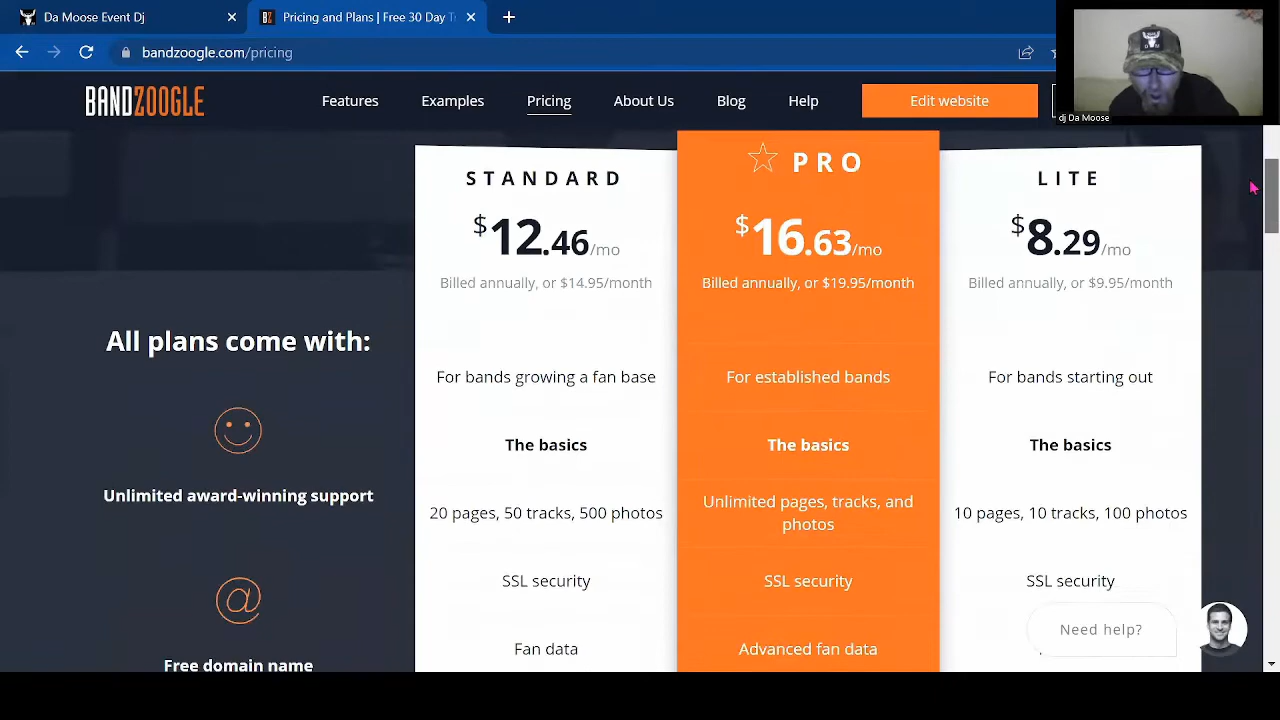 Da Moose Event Dj
Pricing and Plans | Free 30 Day T
bandzoogle.com/pricing
dj Da Moose
BANDZOOGLE
Features
Examples
Pricing
About Us
Blog
Help
Edit website
All plans come with:
Unlimited award-winning support
@
Free domain name
STANDARD
$12.46/mo
Billed annually, or $14.95/month
For bands growing a fan base
The basics
20 pages, 50 tracks, 500 photos
SSL security
Fan data
PRO
$16.63/mo
Billed annually, or $19.95/month
For established bands
The basics
Unlimited pages, tracks, and
photos
SSL security
Advanced fan data
LITE
$8.29/mo
Billed annually, or $9.95/month
For bands starting out
The basics
10 pages, 10 tracks, 100 photos
SSL security
Need help?